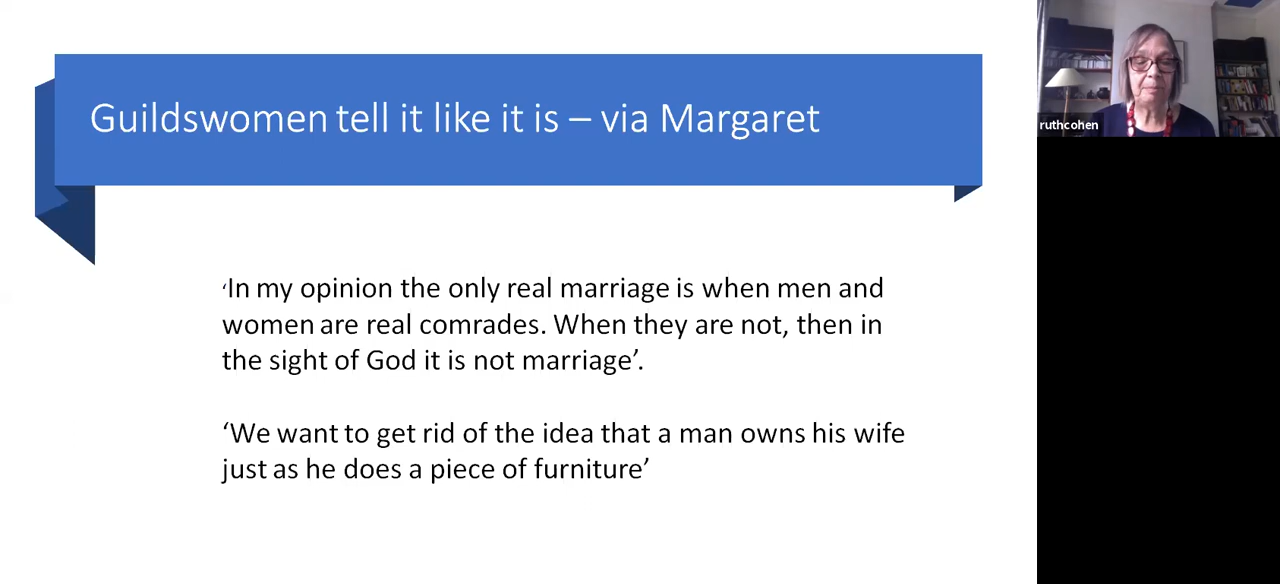 Guildswomen tell it like it is – via Margaret
ruthcohen
‘In my opinion the only real marriage is when men and
women are real comrades. When they are not, then in
the sight of God it is not marriage’.
‘We want to get rid of the idea that a man owns his wife
just as he does a piece of furniture’